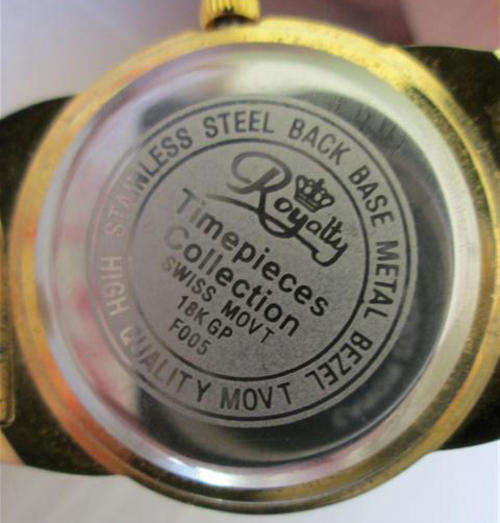 STAINLESS STEEL BACK BASE METAL BEZEL HIGH QUALITY MOVT
Royalty
Timepieces
Collection
SWISS MOVT
18K GP
F005